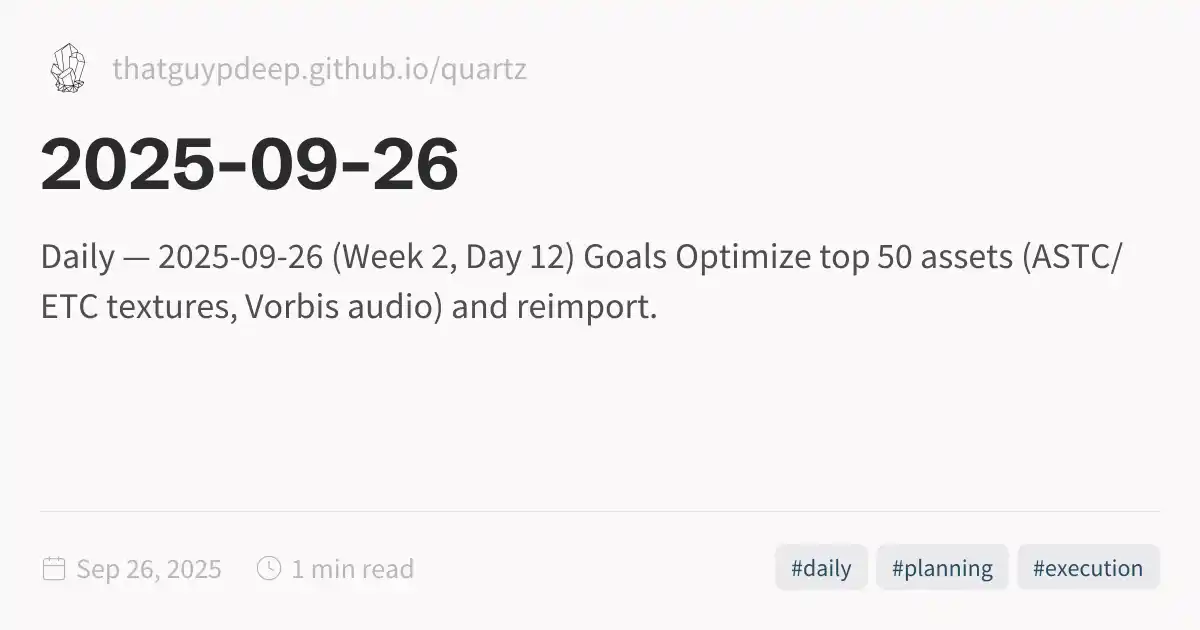 thatguypdeep.github.io/quartz
2025-09-26
Daily — 2025-09-26 (Week 2, Day 12) Goals Optimize top 50 assets (ASTC/
ETC textures, Vorbis audio) and reimport.
Sep 26, 2025 1 min read #daily #planning #execution